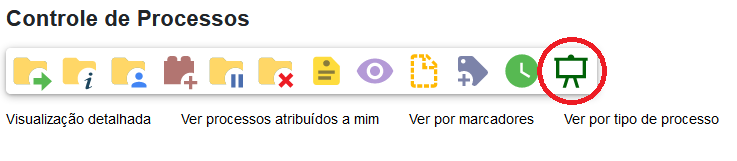 Controle de Processos
Visualização detalhada Ver processos atribuídos a mim Ver por marcadores Ver por tipo de processo